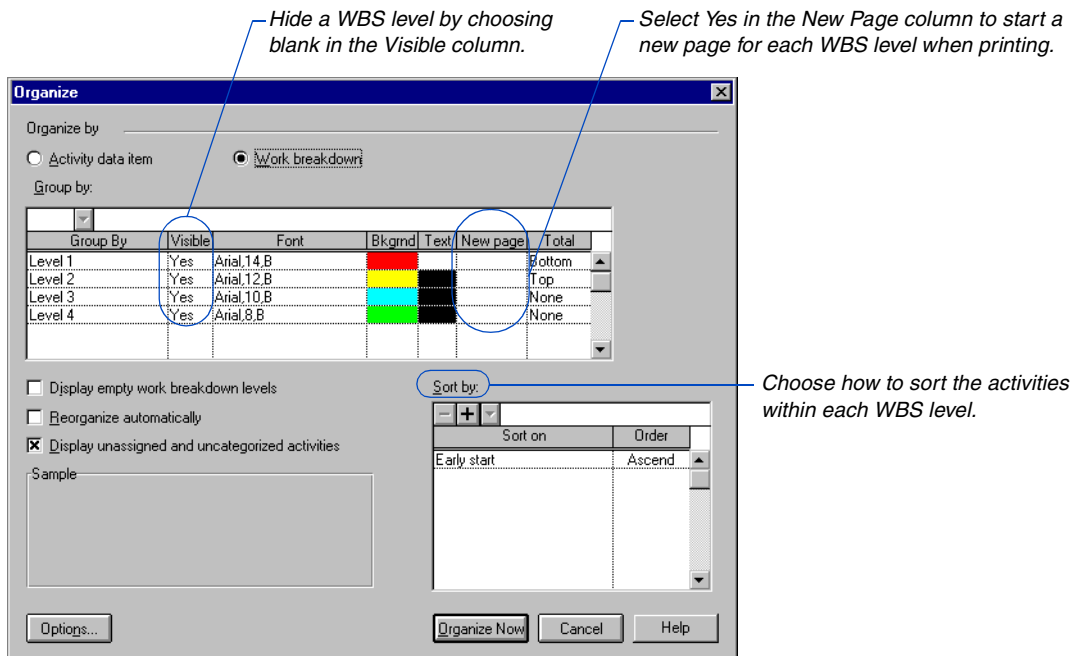 Hide a WBS level by choosing
blank in the Visible column.
Select Yes in the New Page column to start a
new page for each WBS level when printing.
Organize
Organize by
Activity data item
Work breakdown
Group by:
Group By Visible Font Bkgrnd Text New page Total
Level 1 Yes Arial,14,B Bottom
Level 2 Yes Arial,12,B Top
Level 3 Yes Arial,10,B None
Level 4 Yes Arial,8,B None
Display empty work breakdown levels
Reorganize automatically
Display unassigned and uncategorized activities
Sample
Sort by:
Sort on Order
Early start Ascend
Choose how to sort the activities
within each WBS level.
Options...
Organize Now
Cancel
Help